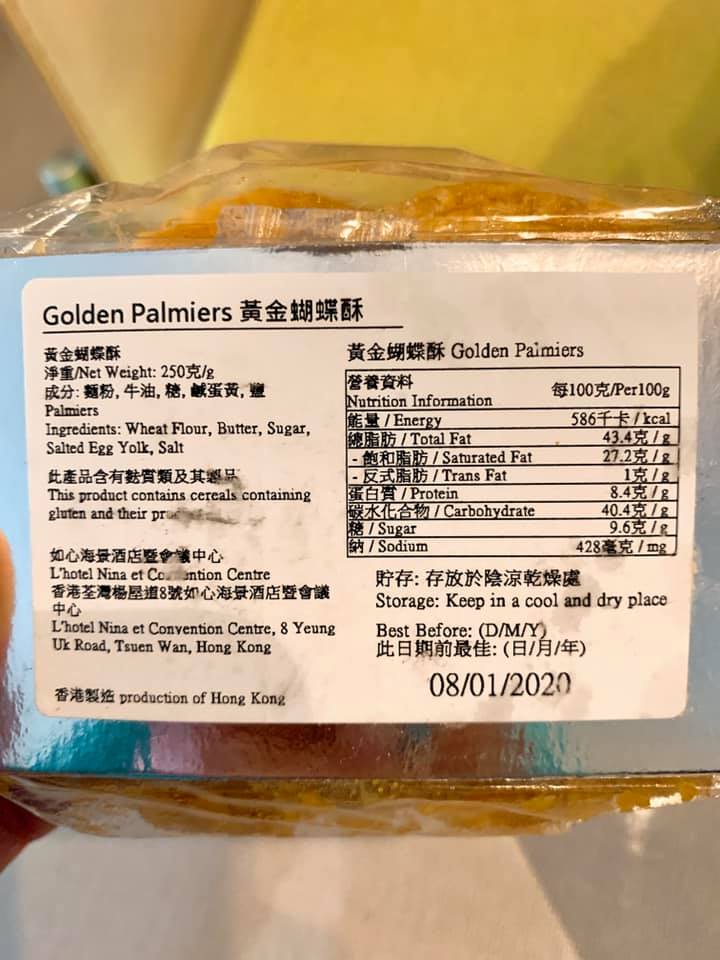 Golden Palmiers 黃金蝴蝶酥
黃金蝴蝶酥
淨重/Net Weight: 250克/g
成分: 麵粉, 牛油, 糖, 鹹蛋黃, 鹽
Palmiers
Ingredients: Wheat Flour, Butter, Sugar,
Salted Egg Yolk, Salt
此產品含有麩質類及其製品
This product contains cereals containing
gluten and their
如心海景酒店暨會議中心
L'hotel Nina et Convention Centre
香港荃灣楊屋道8號如心海景酒店暨會議
中心
L'hotel Nina et Convention Centre, 8 Yeung
Uk Road, Tsuen Wan, Hong Kong
香港製造 production of Hong Kong
黃金蝴蝶酥 Golden Palmiers
營養資料
Nutrition Information 每100克/Per100g
能量 / Energy 586千卡 / kcal
總脂肪 / Total Fat 43.4克 / g
- 飽和脂肪 / Saturated Fat 27.2克 / g
- 反式脂肪 / Trans Fat 1克 / g
蛋白質 / Protein 8.4克 / g
碳水化合物 / Carbohydrate 40.4克 / g
糖 / Sugar 9.6克 / g
鈉 / Sodium 428毫克 / mg
貯存: 存放於陰涼乾燥處
Storage: Keep in a cool and dry place
Best Before: (D/M/Y)
此日期前最佳: (日/月/年)
08/01/2020